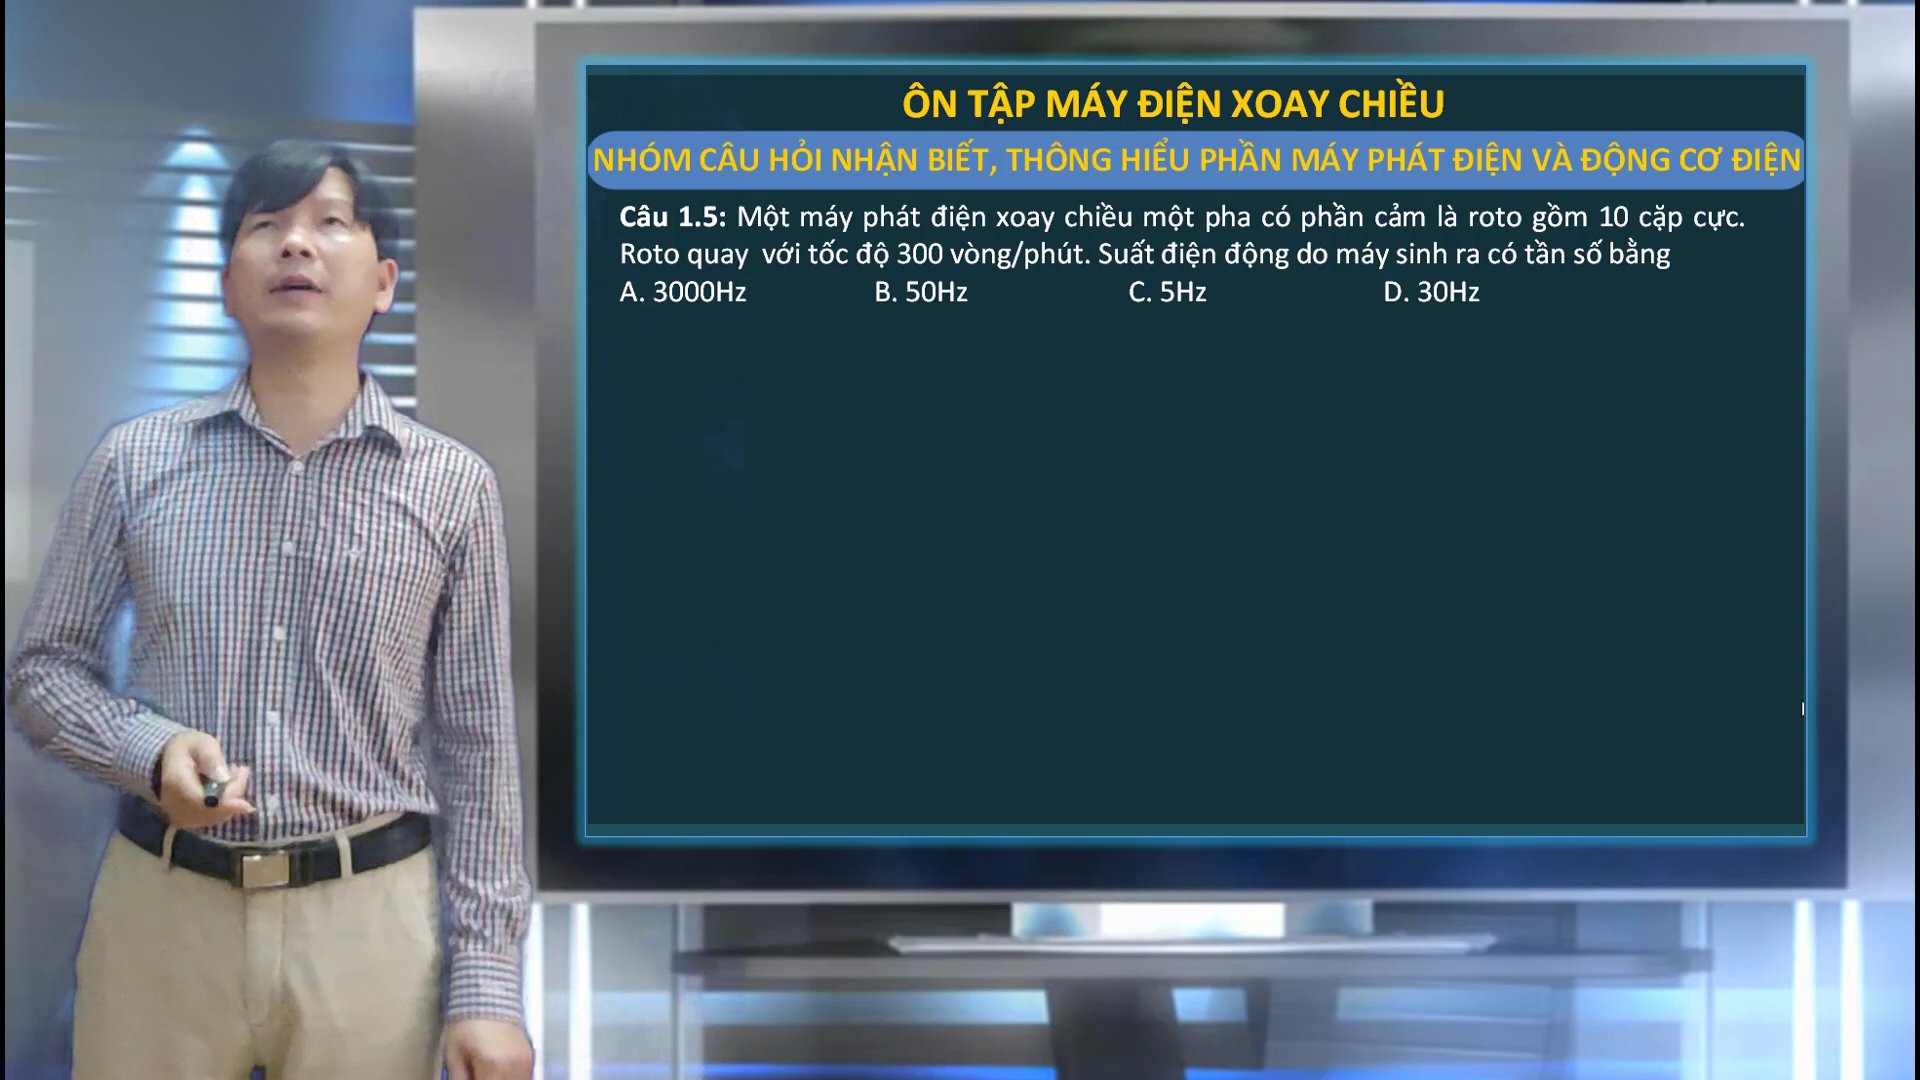 ÔN TẬP MÁY ĐIỆN XOAY CHIỀU
NHÓM CÂU HỎI NHẬN BIẾT, THÔNG HIỂU PHẦN MÁY PHÁT ĐIỆN VÀ ĐỘNG CƠ ĐIỆN
Câu 1.5: Một máy phát điện xoay chiều một pha có phần cảm là roto gồm 10 cặp cực.
Roto quay với tốc độ 300 vòng/phút. Suất điện động do máy sinh ra có tần số bằng
A. 3000Hz B. 50Hz C. 5Hz D. 30Hz